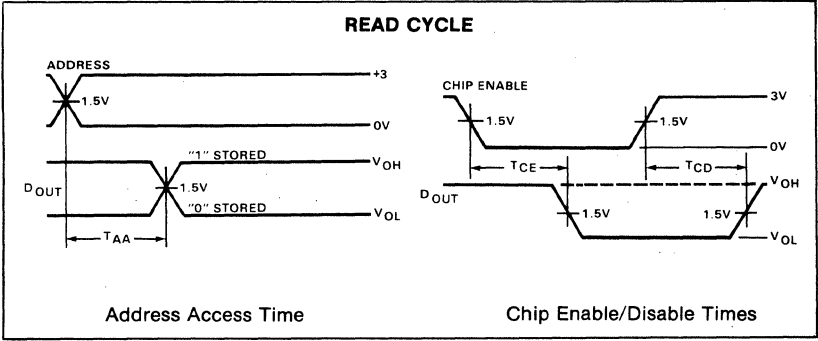 READ CYCLE
ADDRESS
+3
1.5V
0V
"1" STORED
VOH
DOUT
1.5V
"0" STORED
VOL
TAA
Address Access Time
CHIP ENABLE
3V
1.5V
1.5V
0V
TCE
TCD
VOH
DOUT
1.5V
1.5V
VOL
Chip Enable/Disable Times